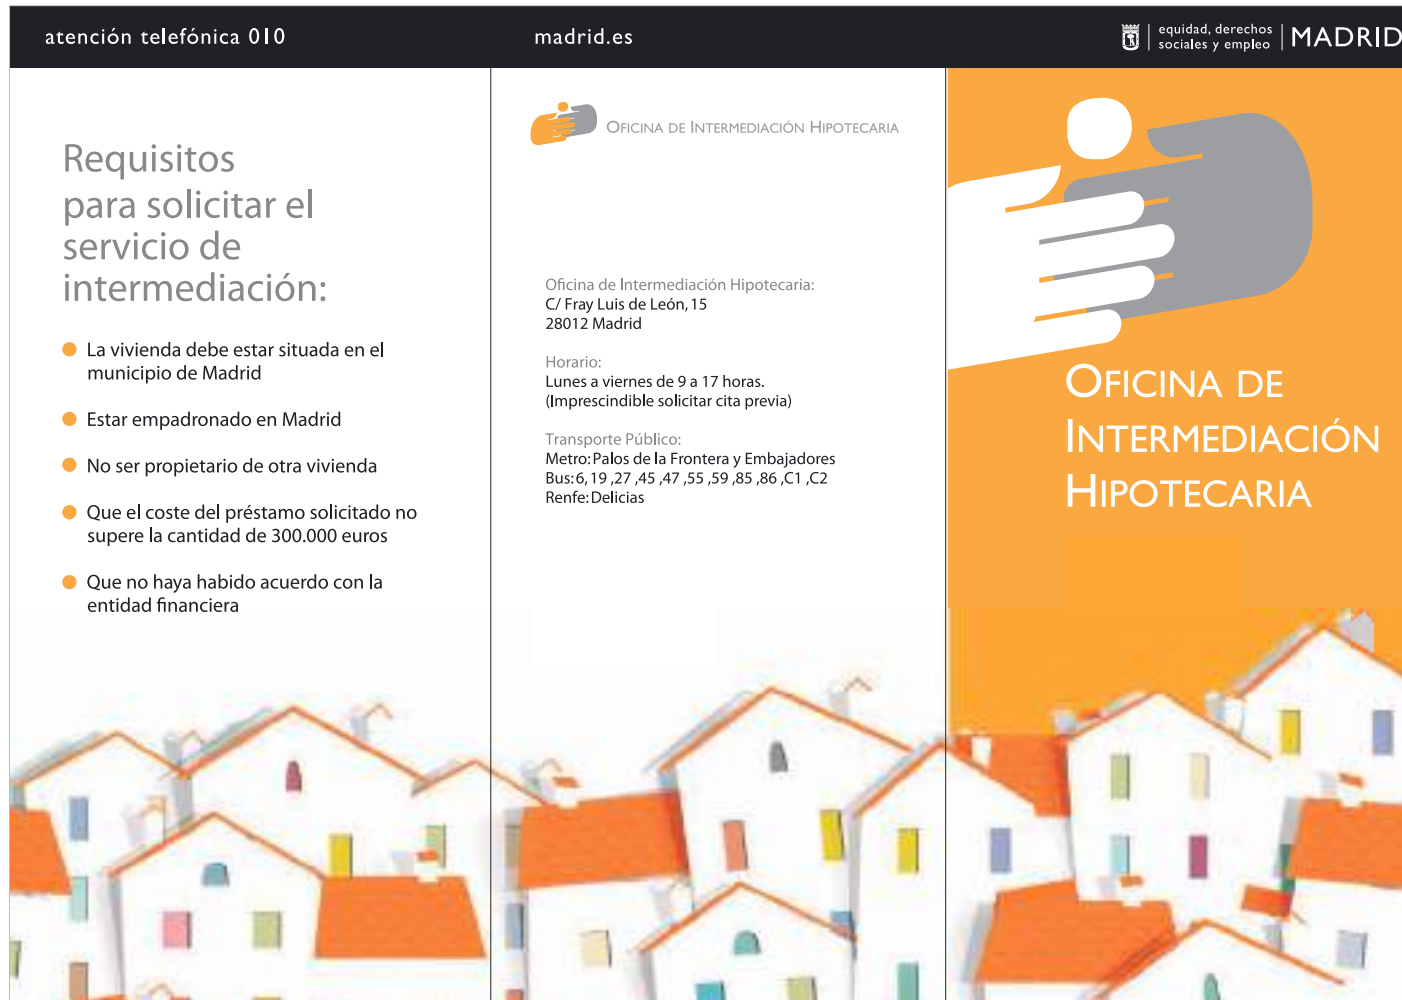 atención telefónica 010
madrid.es
equidad, derechos
sociales y empleo
MADRID
Requisitos
para solicitar el
servicio de
intermediación:
La vivienda debe estar situada en el
municipio de Madrid
Estar empadronado en Madrid
No ser propietario de otra vivienda
Que el coste del préstamo solicitado no
supere la cantidad de 300.000 euros
Que no haya habido acuerdo con la
entidad financiera
OFICINA DE INTERMEDIACIÓN HIPOTECARIA
Oficina de Intermediación Hipotecaria:
C/ Fray Luis de León, 15
28012 Madrid
Horario:
Lunes a viernes de 9 a 17 horas.
(Imprescindible solicitar cita previa)
Transporte Público:
Metro: Palos de la Frontera y Embajadores
Bus: 6, 19 ,27 ,45 ,47 ,55 ,59 ,85 ,86 ,C1 ,C2
Renfe: Delicias
OFICINA DE
INTERMEDIACIÓN
HIPOTECARIA